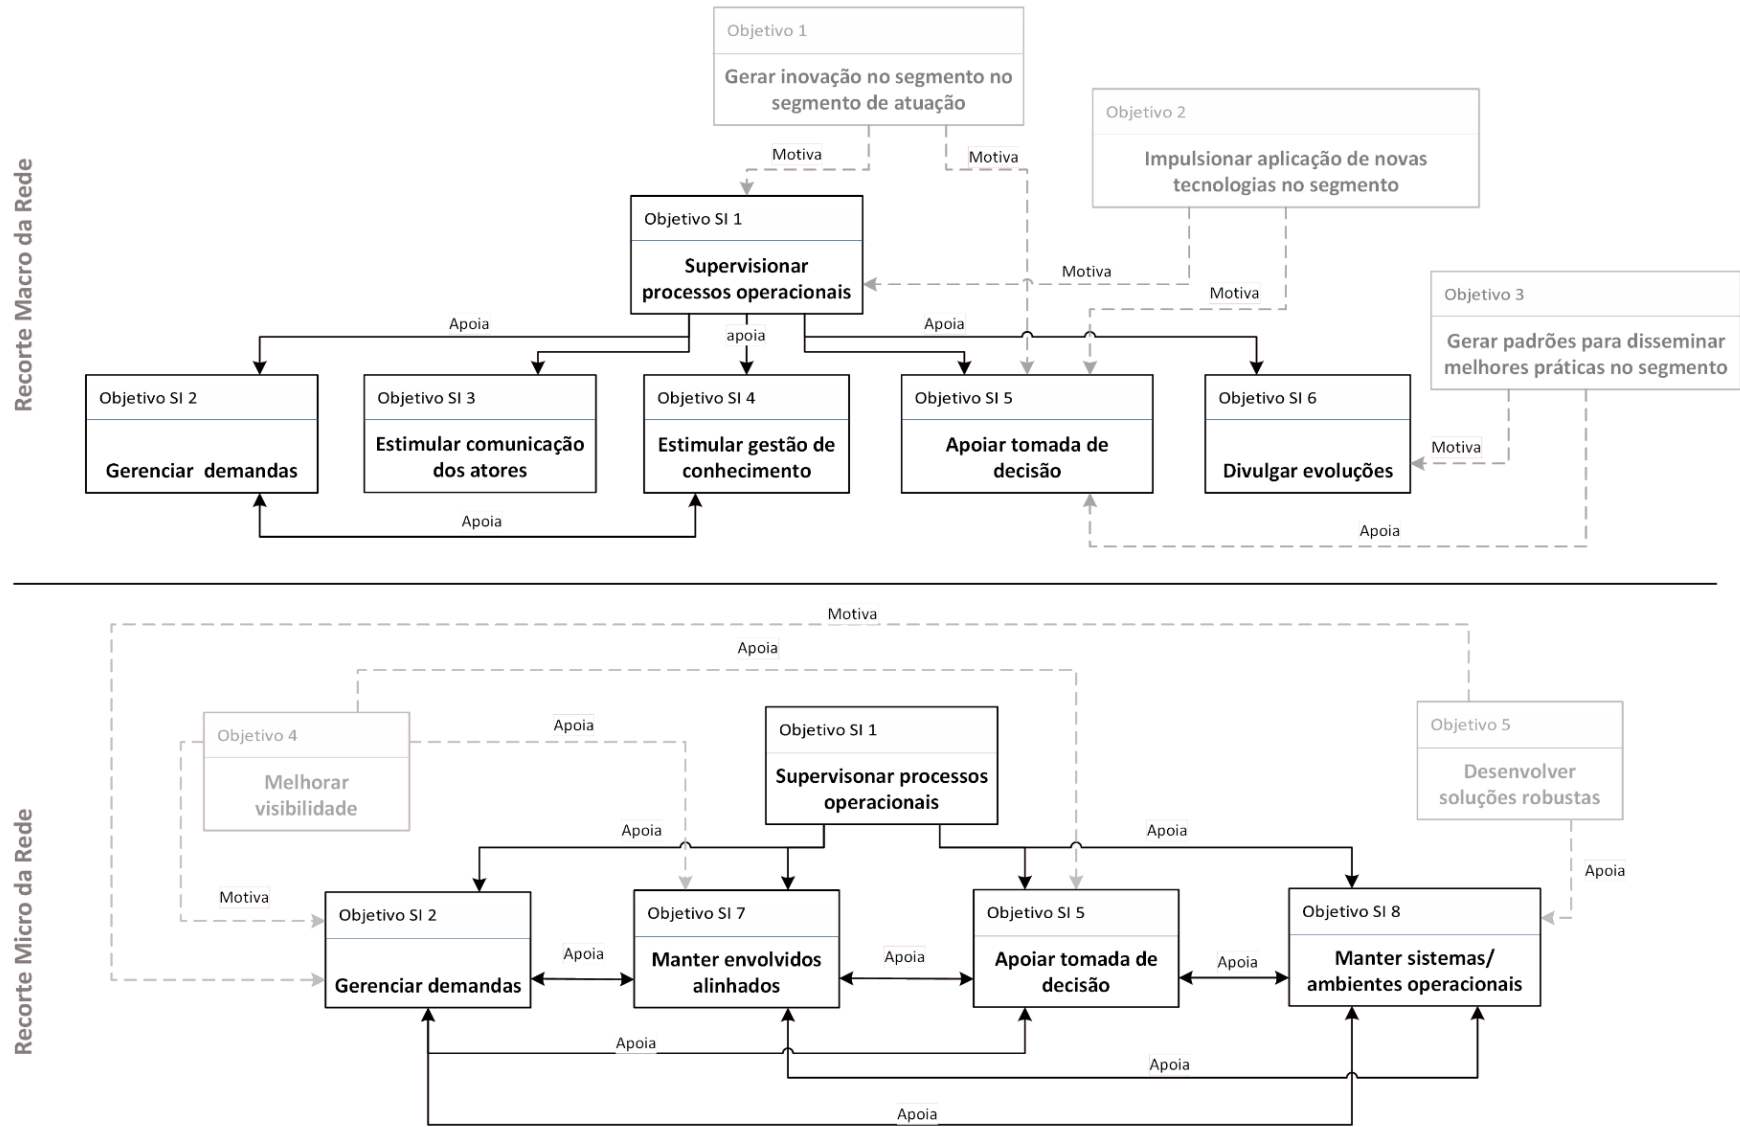 Recorte Macro da Rede
Objetivo 1
Gerar inovação no segmento no
segmento de atuação
Objetivo 2
Impulsionar aplicação de novas
tecnologias no segmento
Motiva
Motiva
Objetivo SI 1
Supervisionar
processos operacionais
Motiva
Motiva
Objetivo 3
Gerar padrões para disseminar
melhores práticas no segmento
Apoia
apoia
Apoia
Objetivo SI 2
Gerenciar demandas
Objetivo SI 3
Estimular comunicação
dos atores
Objetivo SI 4
Estimular gestão de
conhecimento
Objetivo SI 5
Apoiar tomada de
decisão
Objetivo SI 6
Divulgar evoluções
Motiva
Apoia
Apoia
Recorte Micro da Rede
Motiva
Apoia
Objetivo 4
Melhorar
visibilidade
Apoia
Objetivo SI 1
Supervisonar processos
operacionais
Objetivo 5
Desenvolver
soluções robustas
Apoia
Apoia
Apoia
Motiva
Objetivo SI 2
Gerenciar demandas
Apoia
Objetivo SI 7
Manter envolvidos
alinhados
Apoia
Objetivo SI 5
Apoiar tomada de
decisão
Apoia
Objetivo SI 8
Manter sistemas/
ambientes operacionais
Apoia
Apoia
Apoia